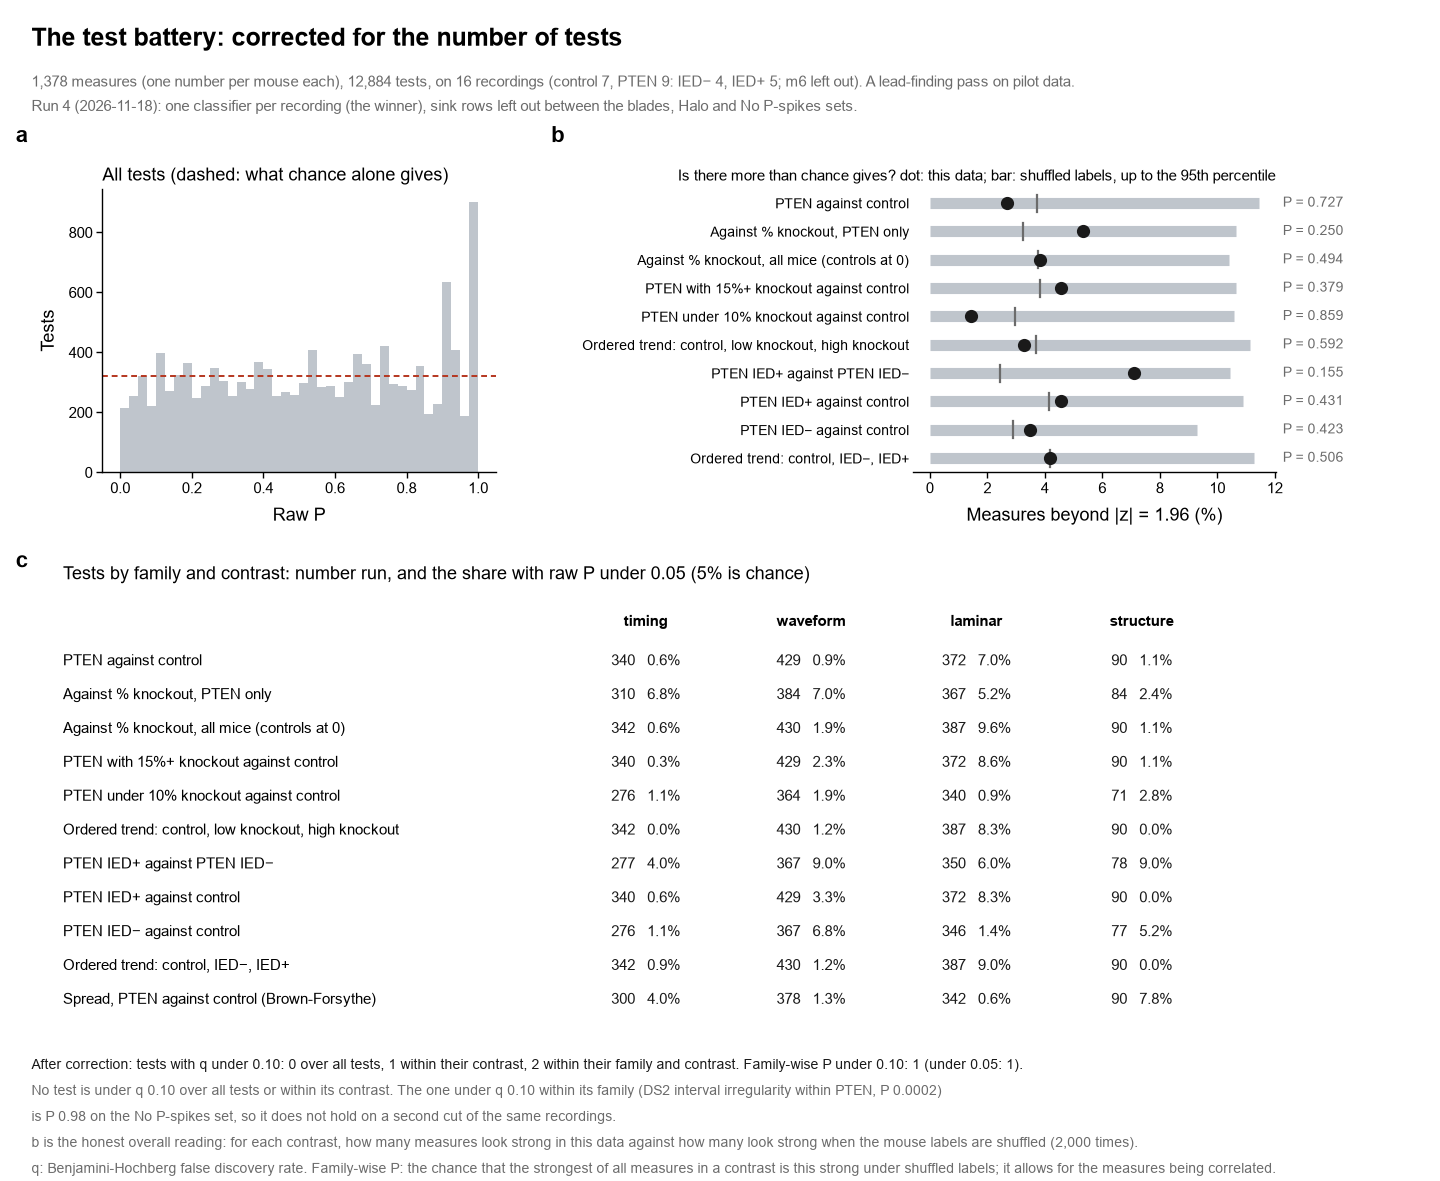 The test battery: corrected for the number of tests
1,378 measures (one number per mouse each), 12,884 tests, on 16 recordings (control 7, PTEN 9: IED− 4, IED+ 5; m6 left out). A lead-finding pass on pilot data.
Run 4 (2026-11-18): one classifier per recording (the winner), sink rows left out between the blades, Halo and No P-spikes sets.
a
All tests (dashed: what chance alone gives)
Tests
800
600
400
200
0
0.0 0.2 0.4 0.6 0.8 1.0
Raw P
b
Is there more than chance gives? dot: this data; bar: shuffled labels, up to the 95th percentile
PTEN against control P = 0.727
Against % knockout, PTEN only P = 0.250
Against % knockout, all mice (controls at 0) P = 0.494
PTEN with 15%+ knockout against control P = 0.379
PTEN under 10% knockout against control P = 0.859
Ordered trend: control, low knockout, high knockout P = 0.592
PTEN IED+ against PTEN IED− P = 0.155
PTEN IED+ against control P = 0.431
PTEN IED− against control P = 0.423
Ordered trend: control, IED−, IED+ P = 0.506
0 2 4 6 8 10 12
Measures beyond |z| = 1.96 (%)
c
Tests by family and contrast: number run, and the share with raw P under 0.05 (5% is chance)
timing waveform laminar structure
PTEN against control 340 0.6% 429 0.9% 372 7.0% 90 1.1%
Against % knockout, PTEN only 310 6.8% 384 7.0% 367 5.2% 84 2.4%
Against % knockout, all mice (controls at 0) 342 0.6% 430 1.9% 387 9.6% 90 1.1%
PTEN with 15%+ knockout against control 340 0.3% 429 2.3% 372 8.6% 90 1.1%
PTEN under 10% knockout against control 276 1.1% 364 1.9% 340 0.9% 71 2.8%
Ordered trend: control, low knockout, high knockout 342 0.0% 430 1.2% 387 8.3% 90 0.0%
PTEN IED+ against PTEN IED− 277 4.0% 367 9.0% 350 6.0% 78 9.0%
PTEN IED+ against control 340 0.6% 429 3.3% 372 8.3% 90 0.0%
PTEN IED− against control 276 1.1% 367 6.8% 346 1.4% 77 5.2%
Ordered trend: control, IED−, IED+ 342 0.9% 430 1.2% 387 9.0% 90 0.0%
Spread, PTEN against control (Brown-Forsythe) 300 4.0% 378 1.3% 342 0.6% 90 7.8%
After correction: tests with q under 0.10: 0 over all tests, 1 within their contrast, 2 within their family and contrast. Family-wise P under 0.10: 1 (under 0.05: 1).
No test is under q 0.10 over all tests or within its contrast. The one under q 0.10 within its family (DS2 interval irregularity within PTEN, P 0.0002)
is P 0.98 on the No P-spikes set, so it does not hold on a second cut of the same recordings.
b is the honest overall reading: for each contrast, how many measures look strong in this data against how many look strong when the mouse labels are shuffled (2,000 times).
q: Benjamini-Hochberg false discovery rate. Family-wise P: the chance that the strongest of all measures in a contrast is this strong under shuffled labels; it allows for the measures being correlated.